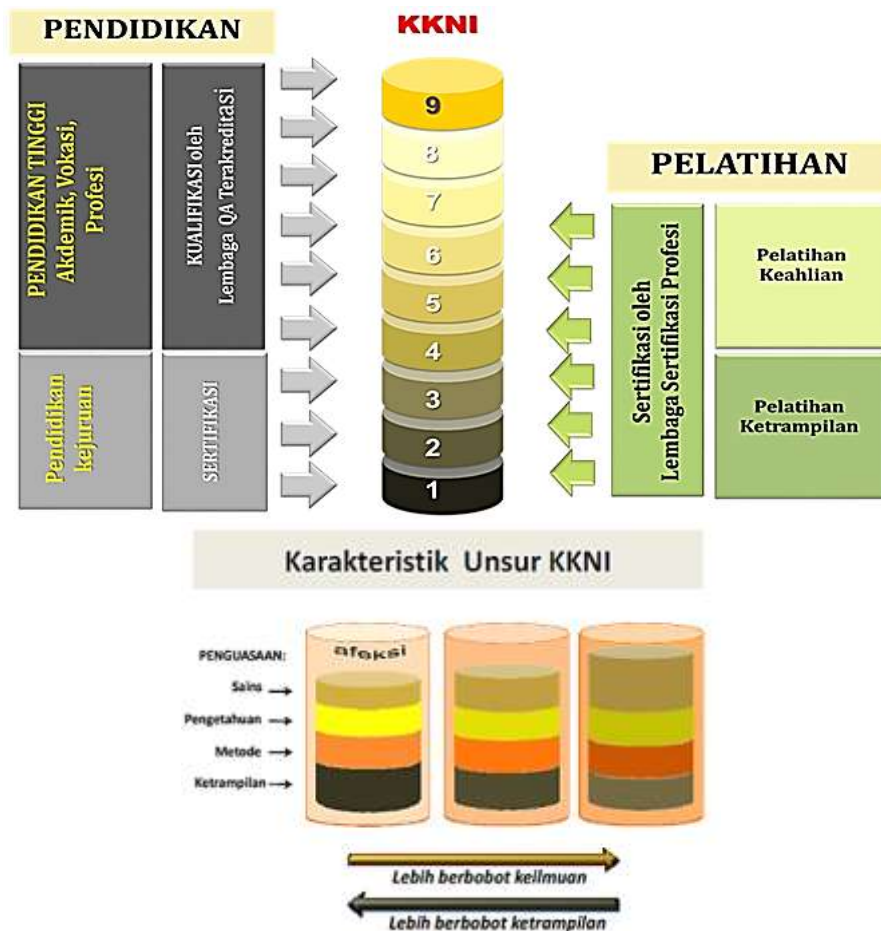 PENDIDIKAN
KKNI
PENDIDIKAN TINGGI
Akdemik, Vokasi,
Profesi
KUALIFIKASI oleh
Lembaga QA Terakreditasi
Pendidikan
kejuruan
SERTIFIKASI
9
8
7
6
5
4
3
2
1
PELATIHAN
Sertifikasi oleh
Lembaga Sertifikasi Profesi
Pelatihan
Keahlian
Pelatihan
Ketrampilan
Karakteristik Unsur KKNI
PENGUASAAN:
afeksi
Sains
Pengetahuan
Metode
Ketrampilan
Lebih berbobot keilmuan
Lebih berbobot ketrampilan